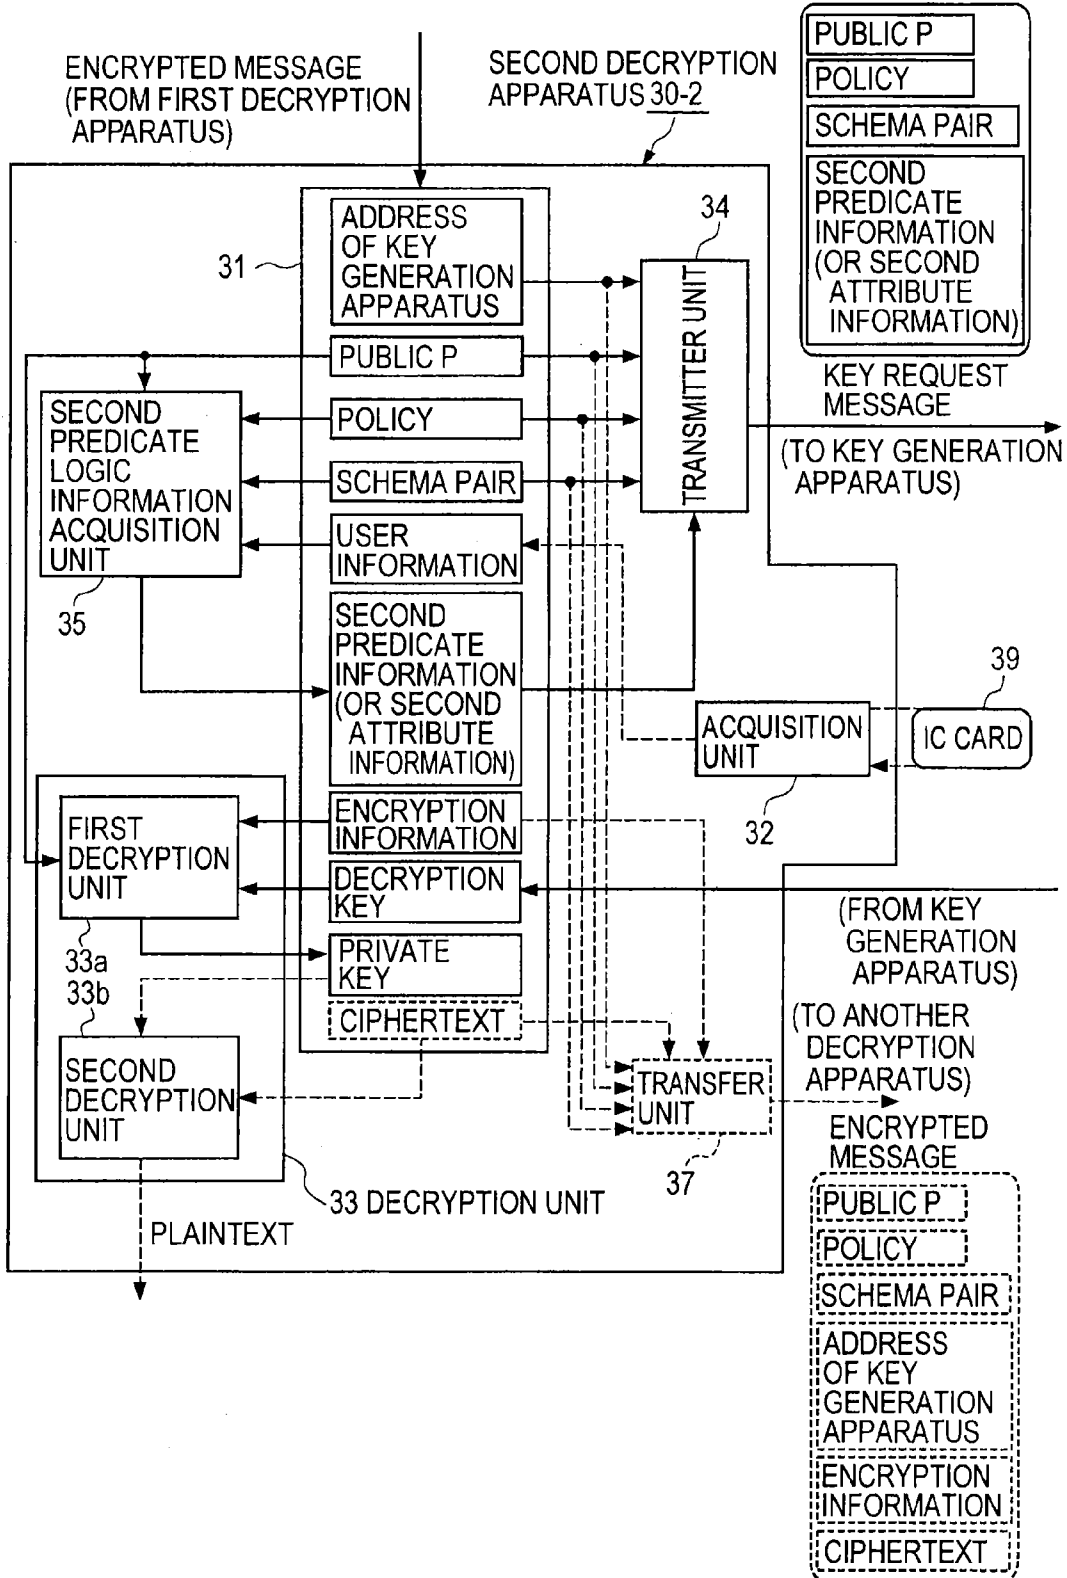 ENCRYPTED MESSAGE
(FROM FIRST DECRYPTION
APPARATUS)
SECOND DECRYPTION
APPARATUS 30-2
PUBLIC P
POLICY
SCHEMA PAIR
SECOND
PREDICATE
INFORMATION
(OR SECOND
ATTRIBUTE
INFORMATION)
KEY REQUEST
MESSAGE
(TO KEY GENERATION
APPARATUS)
31
ADDRESS
OF KEY
GENERATION
APPARATUS
PUBLIC P
POLICY
SCHEMA PAIR
USER
INFORMATION
SECOND
PREDICATE
INFORMATION
(OR SECOND
ATTRIBUTE
INFORMATION)
ENCRYPTION
INFORMATION
DECRYPTION
KEY
PRIVATE
KEY
CIPHERTEXT
34
TRANSMITTER UNIT
SECOND
PREDICATE
LOGIC
INFORMATION
ACQUISITION
UNIT
35
39
IC CARD
ACQUISITION
UNIT
32
FIRST
DECRYPTION
UNIT
33a
33b
SECOND
DECRYPTION
UNIT
33 DECRYPTION UNIT
PLAINTEXT
(FROM KEY
GENERATION
APPARATUS)
(TO ANOTHER
DECRYPTION
APPARATUS)
TRANSFER
UNIT
37
ENCRYPTED
MESSAGE
PUBLIC P
POLICY
SCHEMA PAIR
ADDRESS
OF KEY
GENERATION
APPARATUS
ENCRYPTION
INFORMATION
CIPHERTEXT